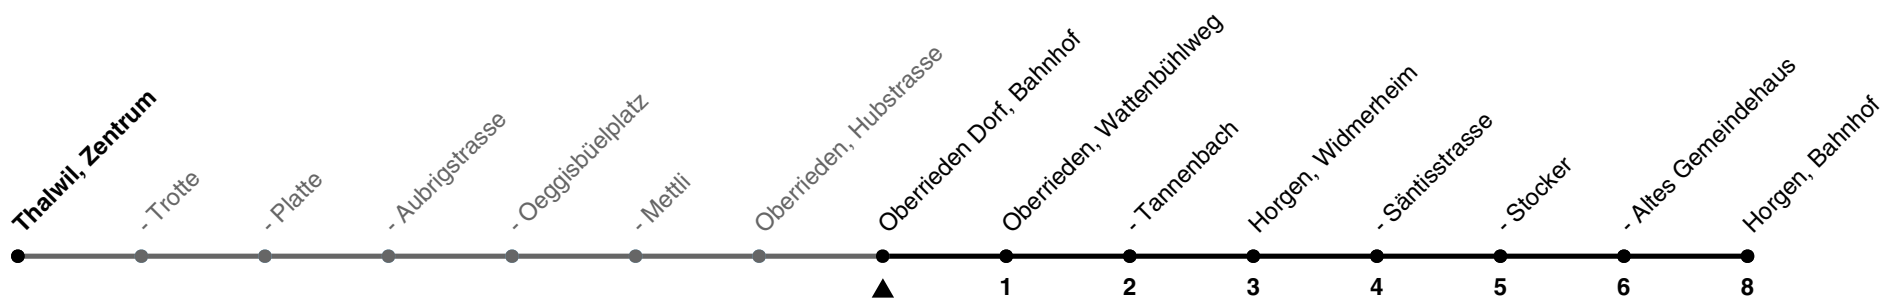 Thalwil, Zentrum
- Trotte
- Platte
- Aubrigstrasse
- Oeggisbüelplatz
- Mettli
Oberrieden, Hubstrasse
Oberrieden Dorf, Bahnhof
Oberrieden, Wattenbühlweg
- Tannenbach
Horgen, Widmerheim
- Säntisstrasse
- Stocker
- Altes Gemeindehaus
Horgen, Bahnhof
1 2 3 4 5 6 8